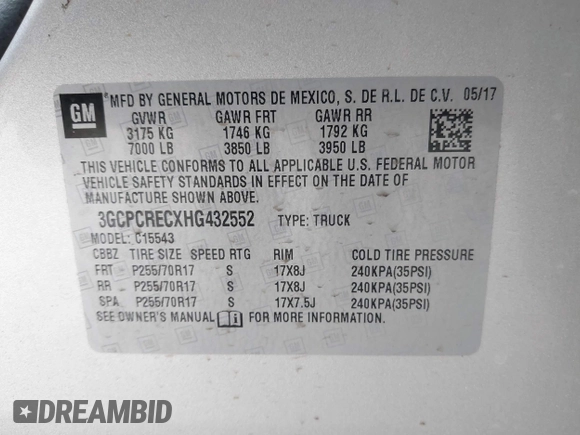 GM MFD BY GENERAL MOTORS DE MEXICO, S. DE R.L. DE C.V. 05/17
GVWR GAWR FRT GAWR RR
3175 KG 1746 KG 1792 KG
7000 LB 3850 LB 3950 LB
THIS VEHICLE CONFORMS TO ALL APPLICABLE U.S. FEDERAL MOTOR
VEHICLE SAFETY STANDARDS IN EFFECT ON THE DATE OF
MANUFACTURE SHOWN ABOVE.
3GCPCRECXHG432552 TYPE: TRUCK
MODEL: C15543
CBBZ TIRE SIZE SPEED RTG RIM COLD TIRE PRESSURE
FRT P255/70R17 S 17X8J 240KPA(35PSI)
RR P255/70R17 S 17X8J 240KPA(35PSI)
SPA P255/70R17 S 17X7.5J 240KPA(35PSI)
SEE OWNER'S MANUAL FOR MORE INFORMATION.
DREAMBID